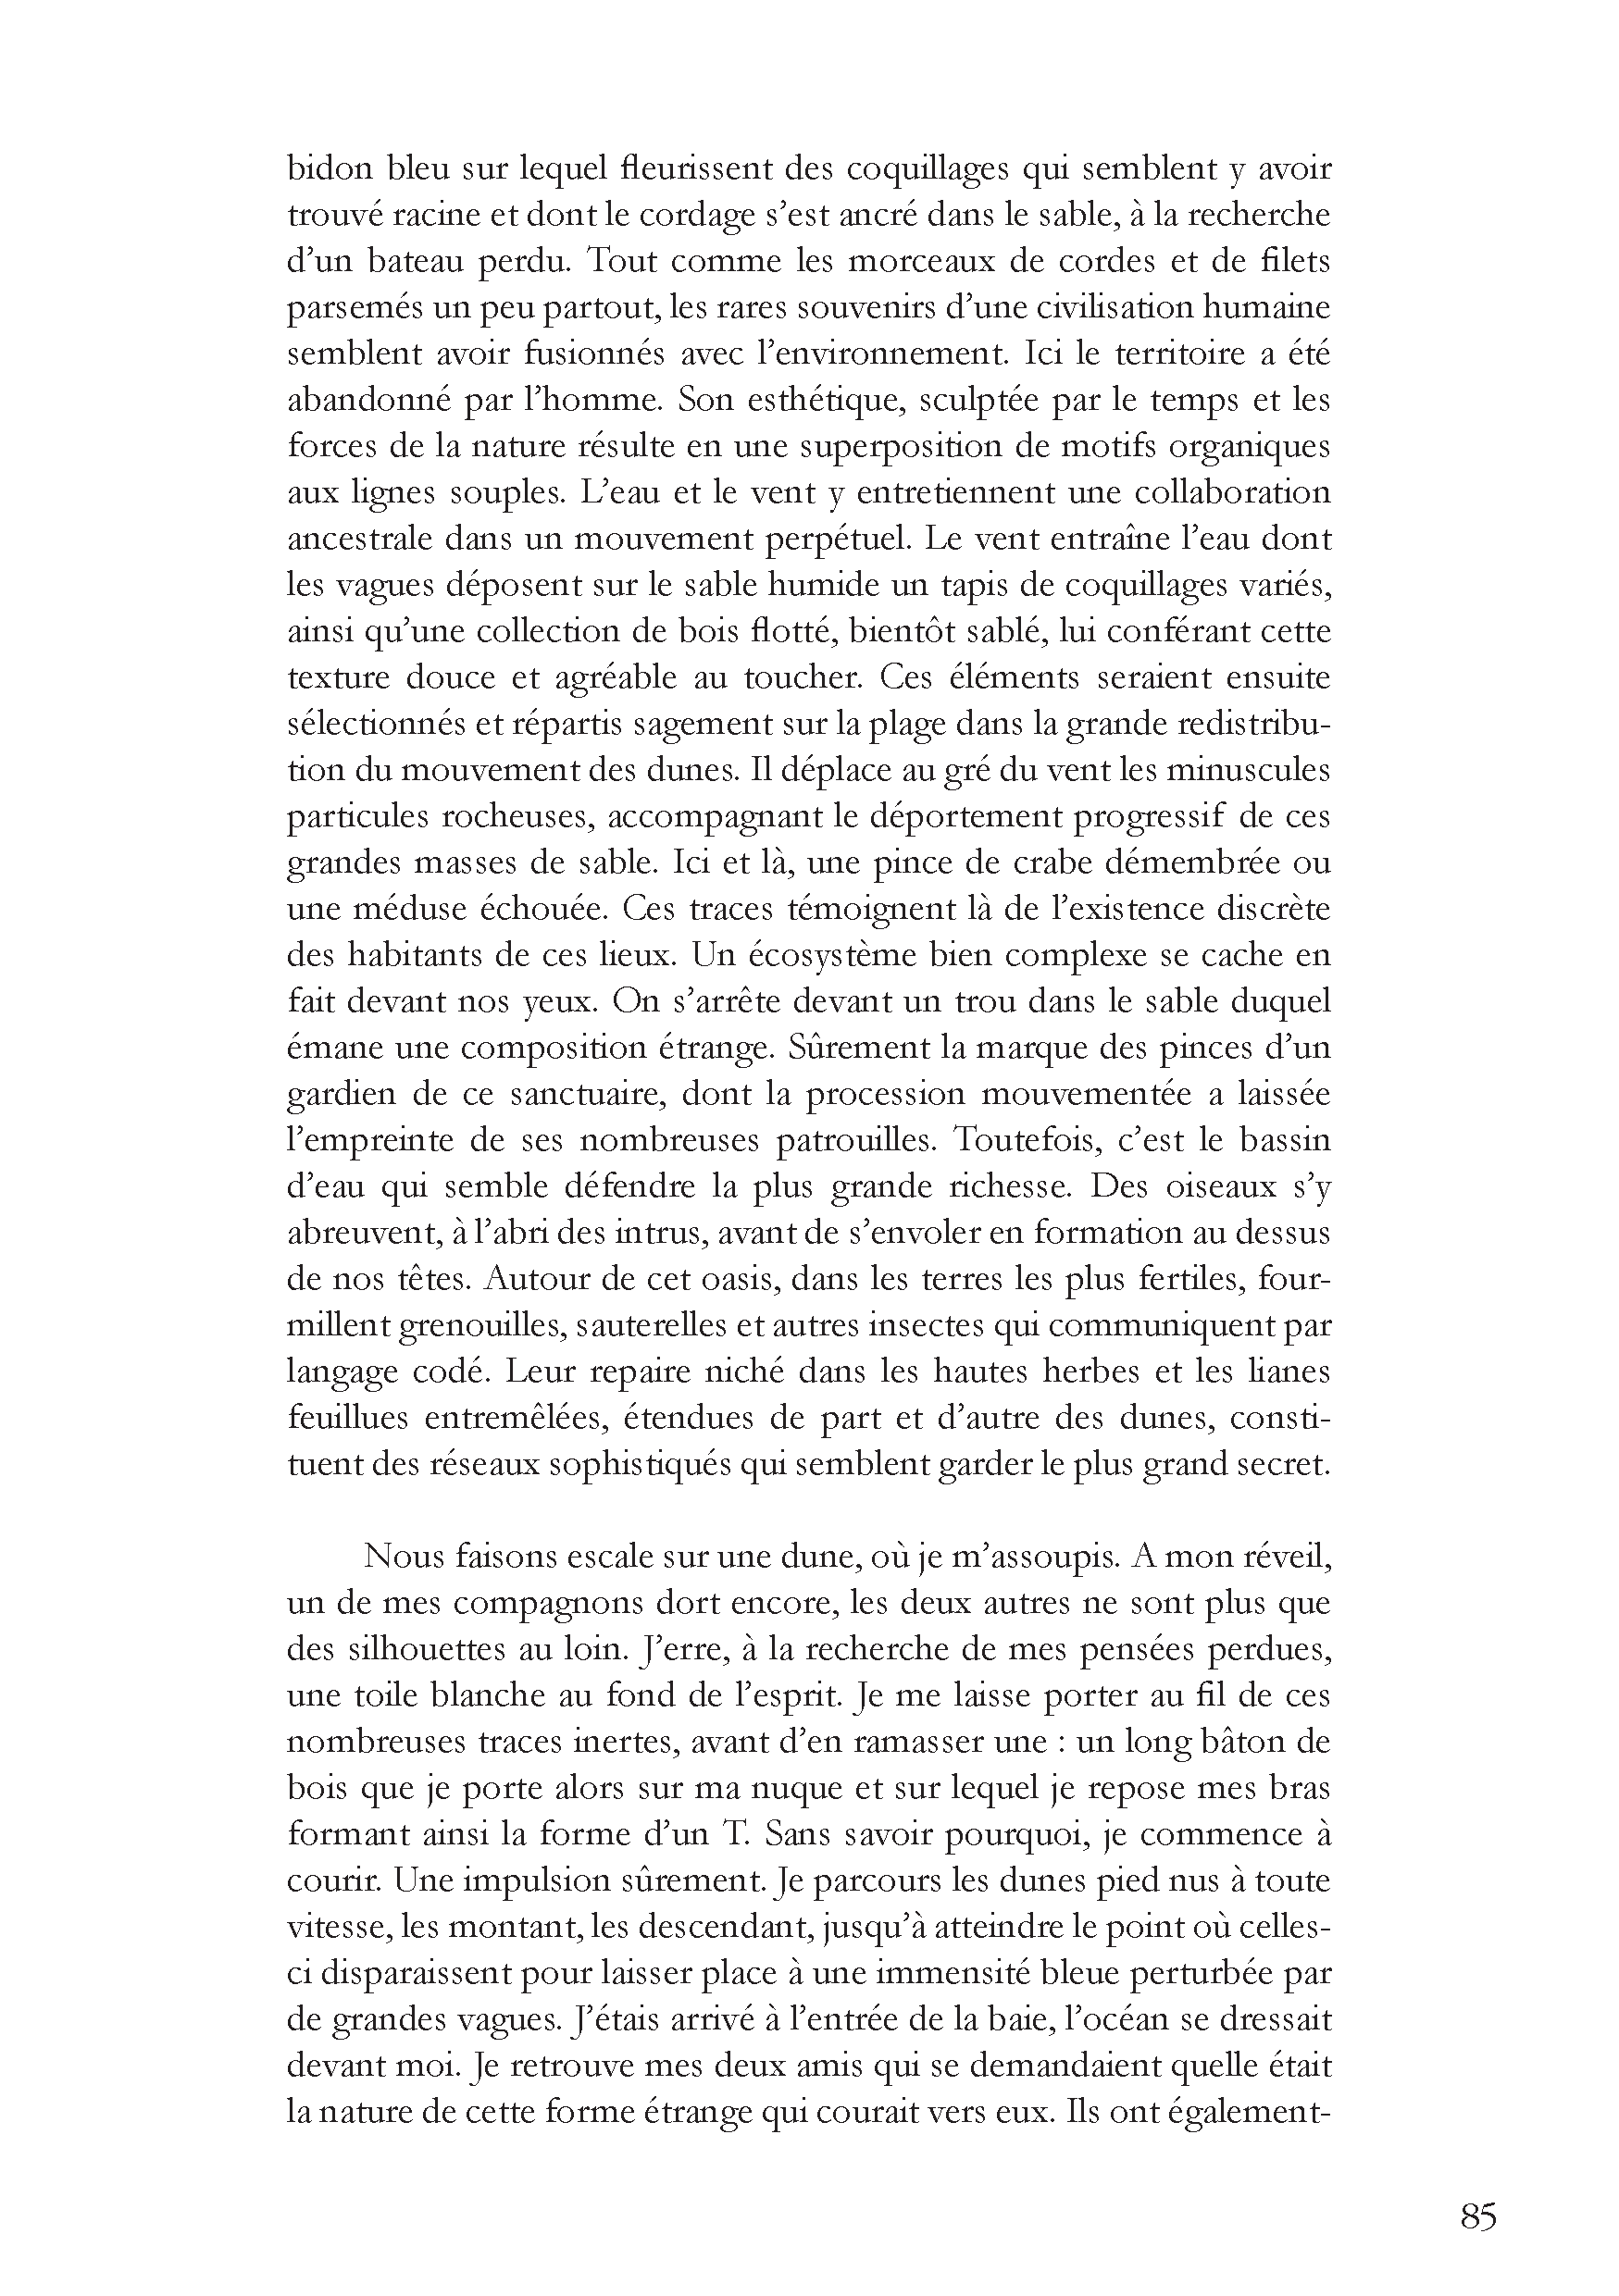 bidon bleu sur lequel fleurissent des coquillages qui semblent y avoir
trouvé racine et dont le cordage s’est ancré dans le sable, à la recherche
d’un bateau perdu. Tout comme les morceaux de cordes et de filets
parsemés un peu partout, les rares souvenirs d’une civilisation humaine
semblent avoir fusionnés avec l’environnement. Ici le territoire a été
abandonné par l’homme. Son esthétique, sculptée par le temps et les
forces de la nature résulte en une superposition de motifs organiques
aux lignes souples. L’eau et le vent y entretiennent une collaboration
ancestrale dans un mouvement perpétuel. Le vent entraîne l’eau dont
les vagues déposent sur le sable humide un tapis de coquillages variés,
ainsi qu’une collection de bois flotté, bientôt sablé, lui conférant cette
texture douce et agréable au toucher. Ces éléments seraient ensuite
sélectionnés et répartis sagement sur la plage dans la grande redistribu-
tion du mouvement des dunes. Il déplace au gré du vent les minuscules
particules rocheuses, accompagnant le déportement progressif de ces
grandes masses de sable. Ici et là, une pince de crabe démembrée ou
une méduse échouée. Ces traces témoignent là de l’existence discrète
des habitants de ces lieux. Un écosystème bien complexe se cache en
fait devant nos yeux. On s’arrête devant un trou dans le sable duquel
émane une composition étrange. Sûrement la marque des pinces d’un
gardien de ce sanctuaire, dont la procession mouvementée a laissée
l’empreinte de ses nombreuses patrouilles. Toutefois, c’est le bassin
d’eau qui semble défendre la plus grande richesse. Des oiseaux s’y
abreuvent, à l’abri des intrus, avant de s’envoler en formation au dessus
de nos têtes. Autour de cet oasis, dans les terres les plus fertiles, four-
millent grenouilles, sauterelles et autres insectes qui communiquent par
langage codé. Leur repaire niché dans les hautes herbes et les lianes
feuillues entremêlées, étendues de part et d’autre des dunes, consti-
tuent des réseaux sophistiqués qui semblent garder le plus grand secret.
Nous faisons escale sur une dune, où je m’assoupis. A mon réveil,
un de mes compagnons dort encore, les deux autres ne sont plus que
des silhouettes au loin. J’erre, à la recherche de mes pensées perdues,
une toile blanche au fond de l’esprit. Je me laisse porter au fil de ces
nombreuses traces inertes, avant d’en ramasser une : un long bâton de
bois que je porte alors sur ma nuque et sur lequel je repose mes bras
formant ainsi la forme d’un T. Sans savoir pourquoi, je commence à
courir. Une impulsion sûrement. Je parcours les dunes pied nus à toute
vitesse, les montant, les descendant, jusqu’à atteindre le point où celles-
ci disparaissent pour laisser place à une immensité bleue perturbée par
de grandes vagues. J’étais arrivé à l’entrée de la baie, l’océan se dressait
devant moi. Je retrouve mes deux amis qui se demandaient quelle était
la nature de cette forme étrange qui courait vers eux. Ils ont également-
85